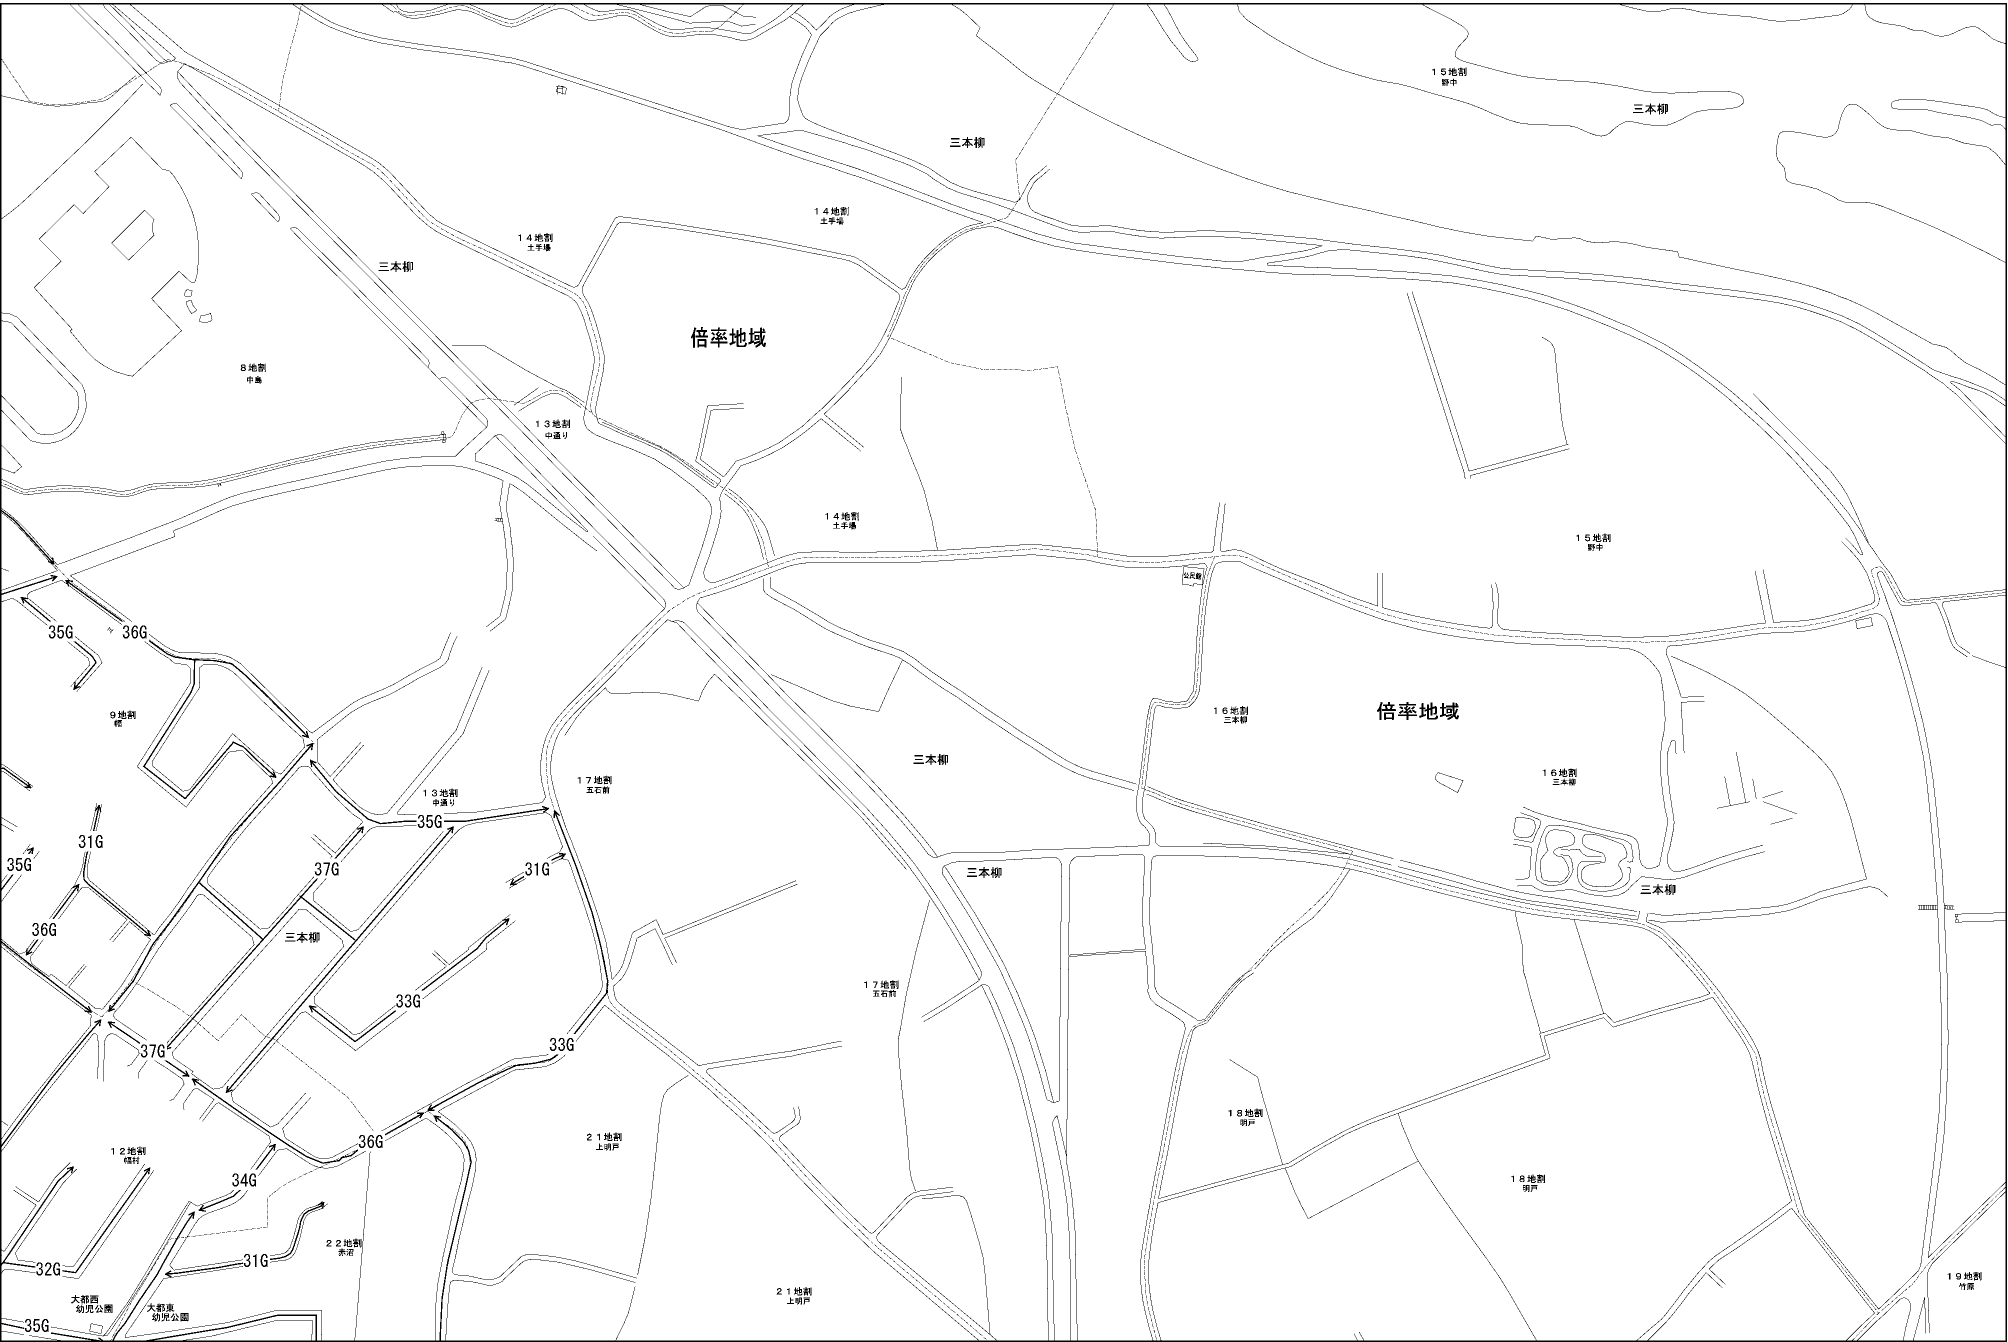 15地割
野中
三本柳
三本柳
14地割
土手場
14地割
土手場
三本柳
倍率地域
8地割
中島
13地割
中通り
14地割
土手場
15地割
野中
公民館
35G
36G
9地割
幅
16地割
三本柳
倍率地域
三本柳
16地割
三本柳
17地割
五石前
13地割
中通り
35G
31G
35G
37G
31G
三本柳
三本柳
36G
三本柳
17地割
五石前
33G
33G
37G
18地割
明戸
36G
21地割
上明戸
12地割
幅村
34G
18地割
明戸
22地割
赤沼
31G
32G
19地割
竹原
21地割
上明戸
大都西
幼児公園
大都東
幼児公園
35G